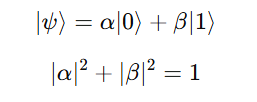 |ψ⟩ = α|0⟩ + β|1⟩
|α|² + |β|² = 1